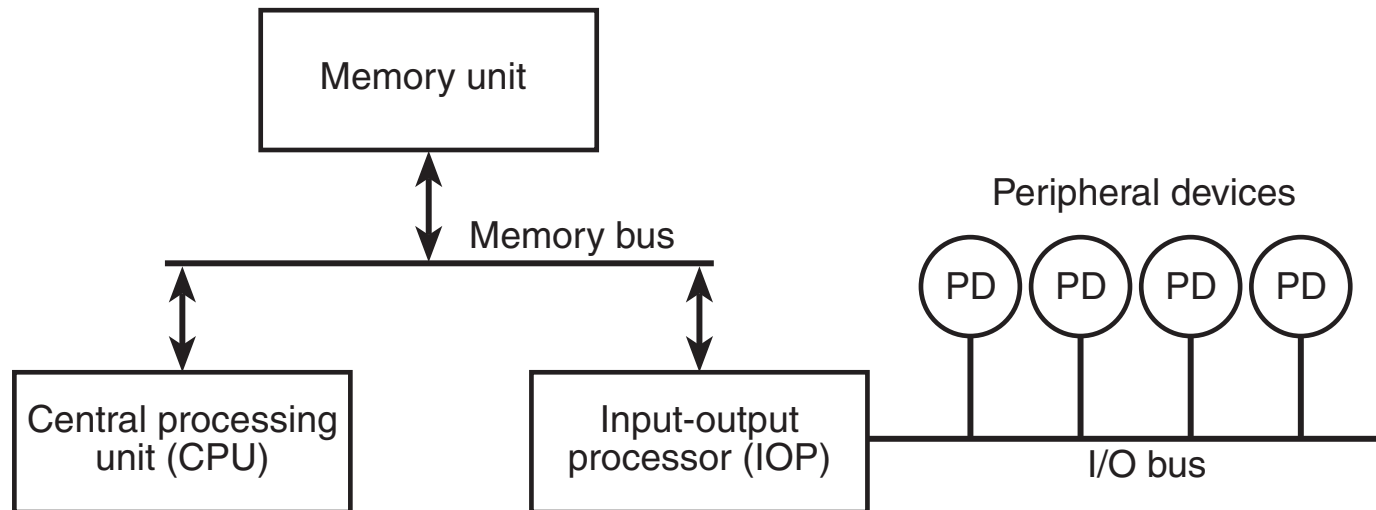 Memory unit
Memory bus
Peripheral devices
PD PD PD PD
Central processing
unit (CPU)
Input-output
processor (IOP)
I/O bus